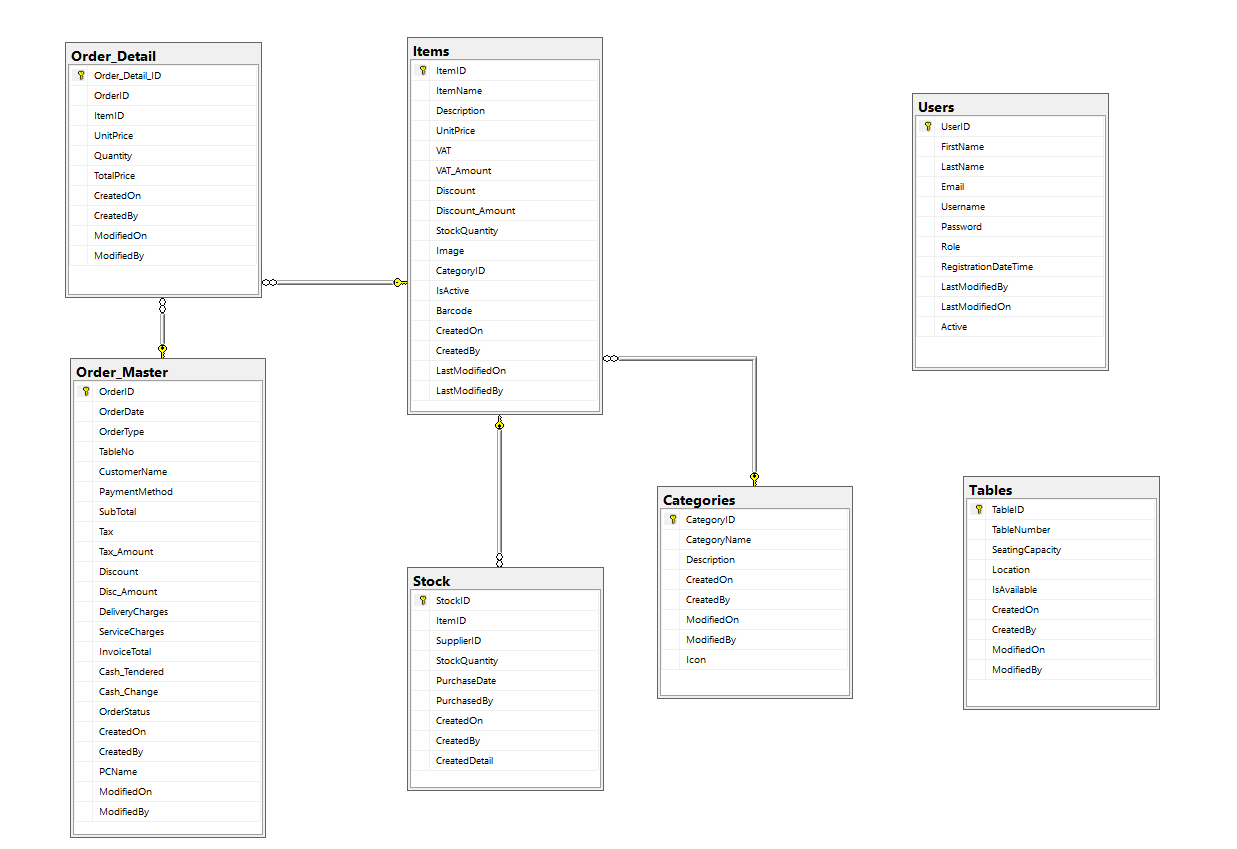 Order_Detail
Order_Detail_ID
OrderID
ItemID
UnitPrice
Quantity
TotalPrice
CreatedOn
CreatedBy
ModifiedOn
ModifiedBy
Items
ItemID
ItemName
Description
UnitPrice
VAT
VAT_Amount
Discount
Discount_Amount
StockQuantity
Image
CategoryID
IsActive
Barcode
CreatedOn
CreatedBy
LastModifiedOn
LastModifiedBy
Users
UserID
FirstName
LastName
Email
Username
Password
Role
RegistrationDateTime
LastModifiedBy
LastModifiedOn
Active
Order_Master
OrderID
OrderDate
OrderType
TableNo
CustomerName
PaymentMethod
SubTotal
Tax
Tax_Amount
Discount
Disc_Amount
DeliveryCharges
ServiceCharges
InvoiceTotal
Cash_Tendered
Cash_Change
OrderStatus
CreatedOn
CreatedBy
PCName
ModifiedOn
ModifiedBy
Stock
StockID
ItemID
SupplierID
StockQuantity
PurchaseDate
PurchasedBy
CreatedOn
CreatedBy
CreatedDetail
Categories
CategoryID
CategoryName
Description
CreatedOn
CreatedBy
ModifiedOn
ModifiedBy
Icon
Tables
TableID
TableNumber
SeatingCapacity
Location
IsAvailable
CreatedOn
CreatedBy
ModifiedOn
ModifiedBy